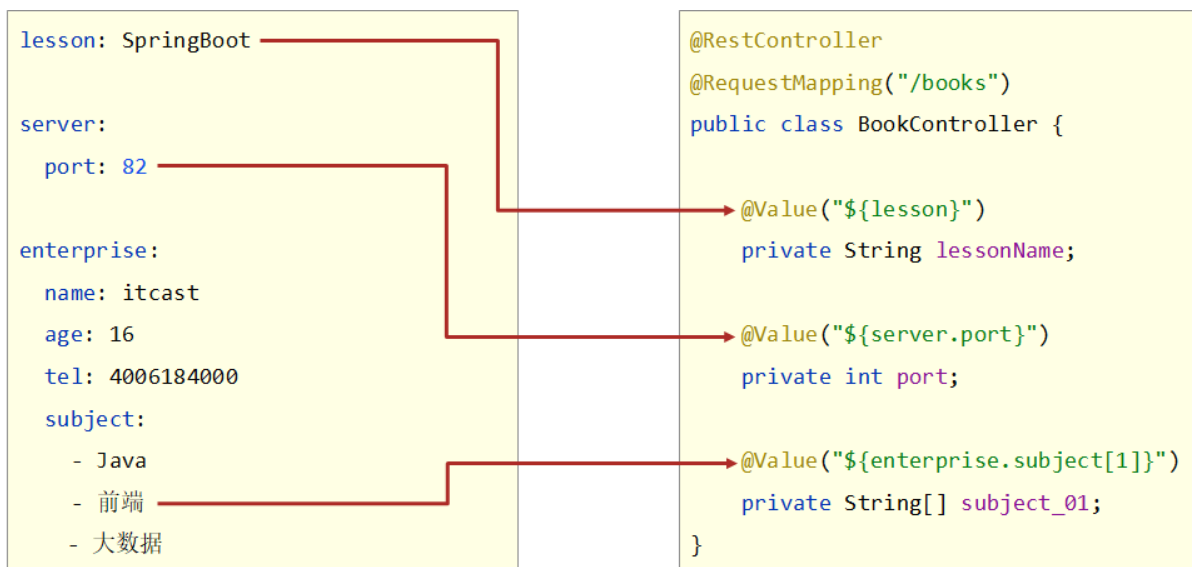 lesson: SpringBoot
server:
port: 82
enterprise:
name: itcast
age: 16
tel: 4006184000
subject:
- Java
- 前端
- 大数据
@RestController
@RequestMapping("/books")
public class BookController {
@Value("${lesson}")
private String lessonName;
@Value("${server.port}")
private int port;
@Value("${enterprise.subject[1]}")
private String[] subject_01;
}